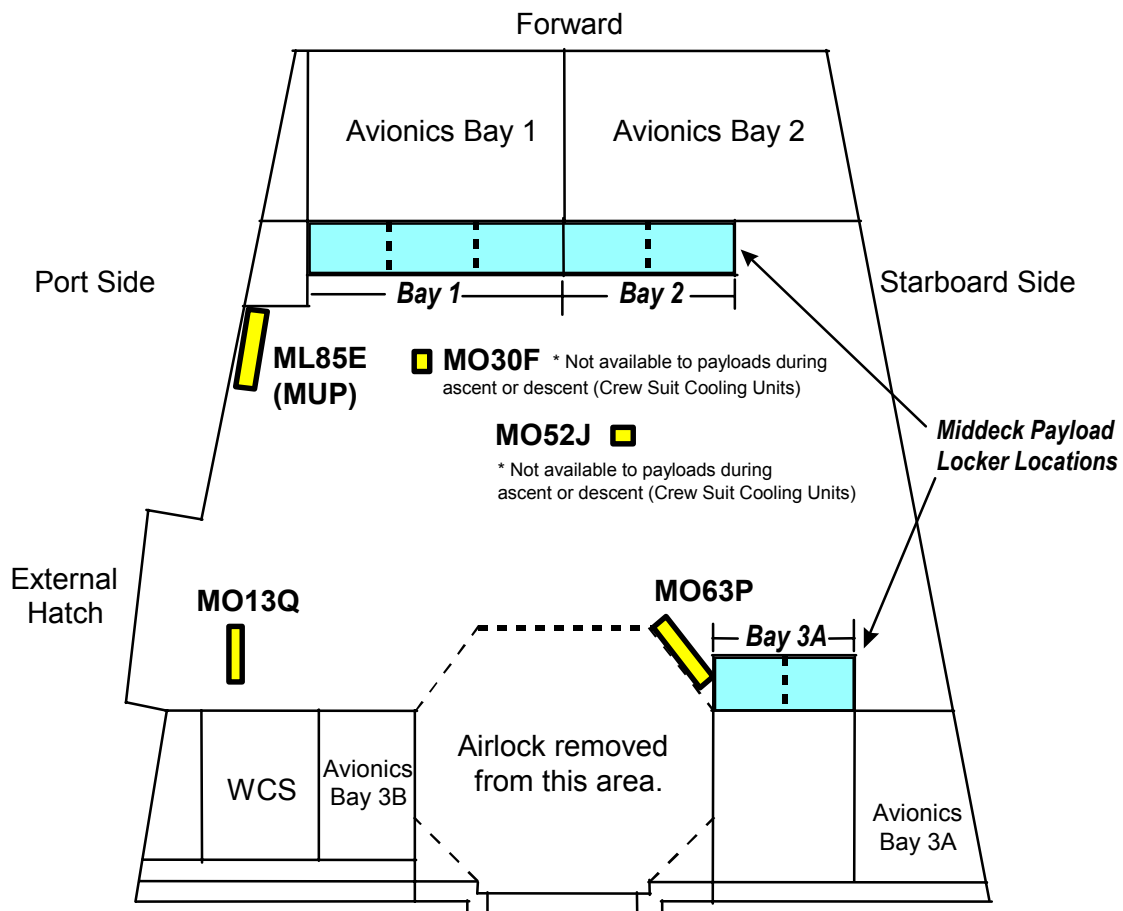 Forward
Avionics Bay 1
Avionics Bay 2
Port Side
Starboard Side
Bay 1
Bay 2
ML85E
(MUP)
MO30F * Not available to payloads during
ascent or descent (Crew Suit Cooling Units)
MO52J
* Not available to payloads during
ascent or descent (Crew Suit Cooling Units)
Middeck Payload
Locker Locations
External
Hatch
MO13Q
MO63P
Bay 3A
WCS
Avionics
Bay 3B
Airlock removed
from this area.
Avionics
Bay 3A